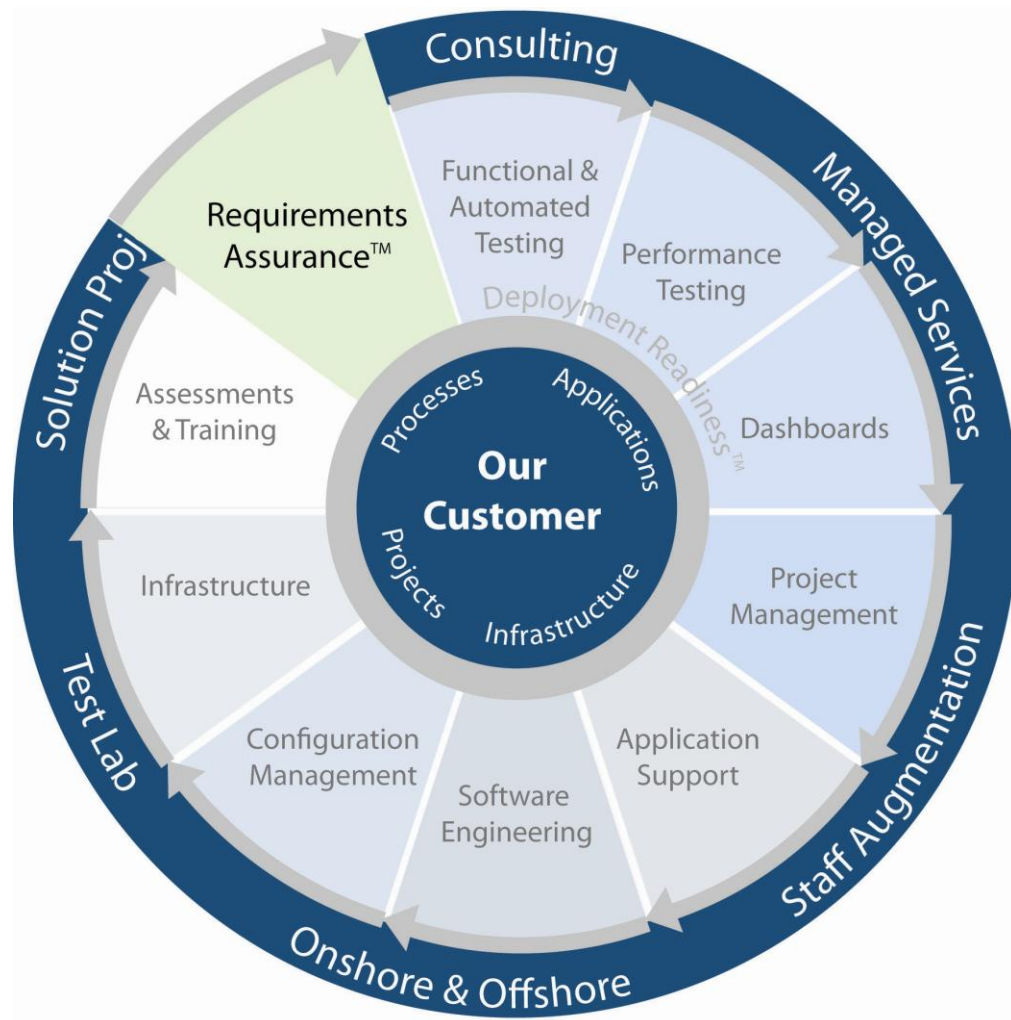 Consulting
Managed Services
Staff Augmentation
Onshore & Offshore
Test Lab
Solution Proj
Requirements
Assurance™
Functional &
Automated
Testing
Performance
Testing
Deployment Readiness™
Dashboards
Project
Management
Application
Support
Software
Engineering
Configuration
Management
Infrastructure
Assessments
& Training
Processes
Applications
Our
Customer
Projects
Infrastructure